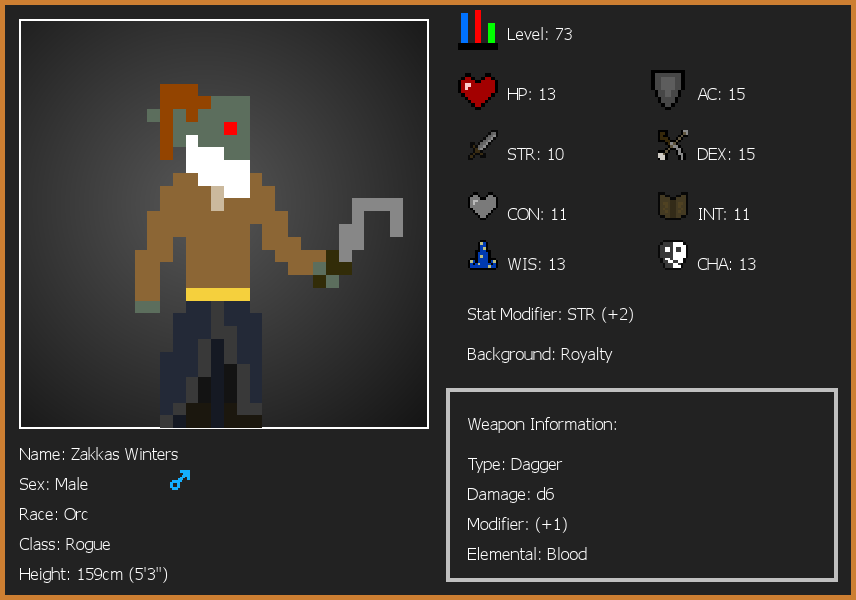 Level: 73
HP: 13
AC: 15
STR: 10
DEX: 15
CON: 11
INT: 11
WIS: 13
CHA: 13
Stat Modifier: STR (+2)
Background: Royalty
Weapon Information:
Type: Dagger
Damage: d6
Modifier: (+1)
Elemental: Blood
Name: Zakkas Winters
Sex: Male
Race: Orc
Class: Rogue
Height: 159cm (5'3")